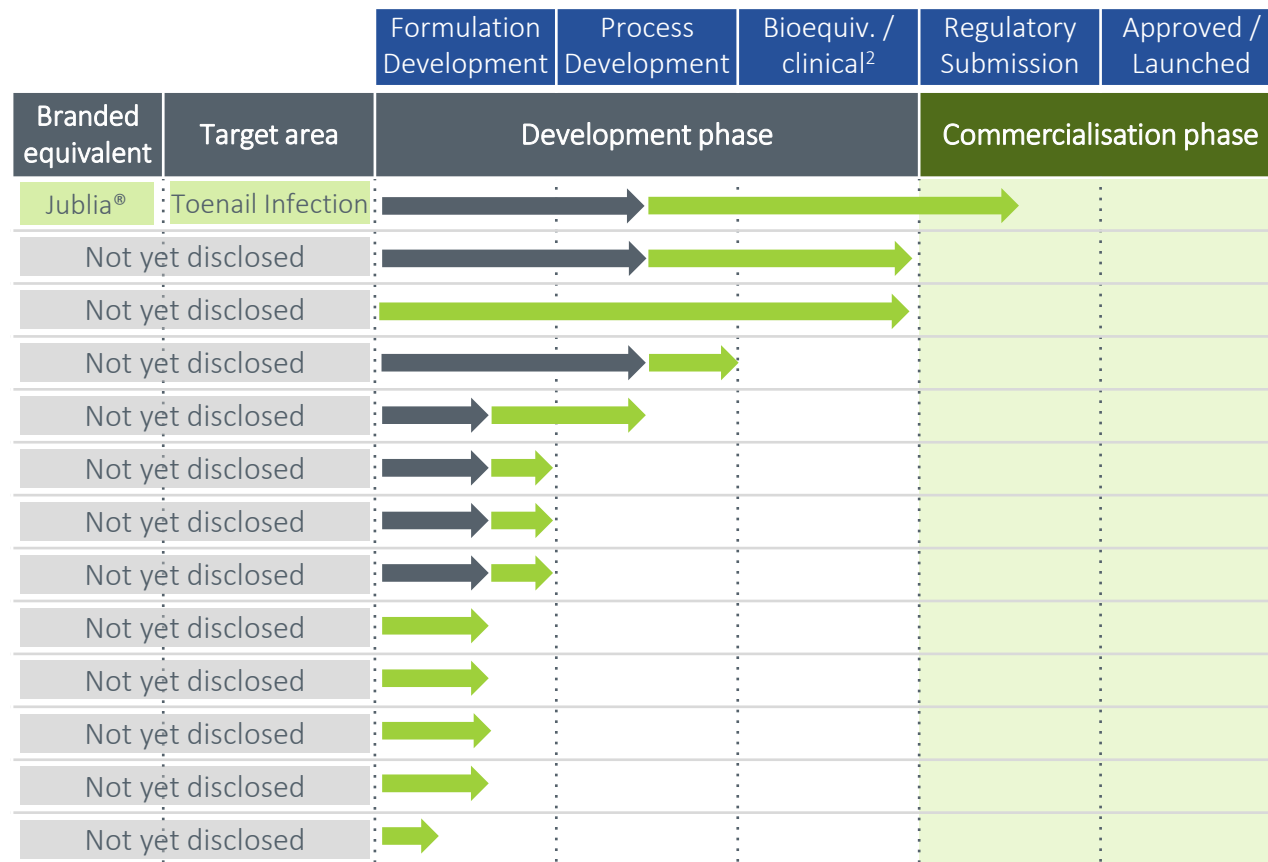 Formulation Development
Process Development
Bioequiv. / clinical²
Regulatory Submission
Approved / Launched
Branded equivalent
Target area
Development phase
Commercialisation phase
Jublia®
Toenail Infection
Not yet disclosed
Not yet disclosed
Not yet disclosed
Not yet disclosed
Not yet disclosed
Not yet disclosed
Not yet disclosed
Not yet disclosed
Not yet disclosed
Not yet disclosed
Not yet disclosed
Not yet disclosed